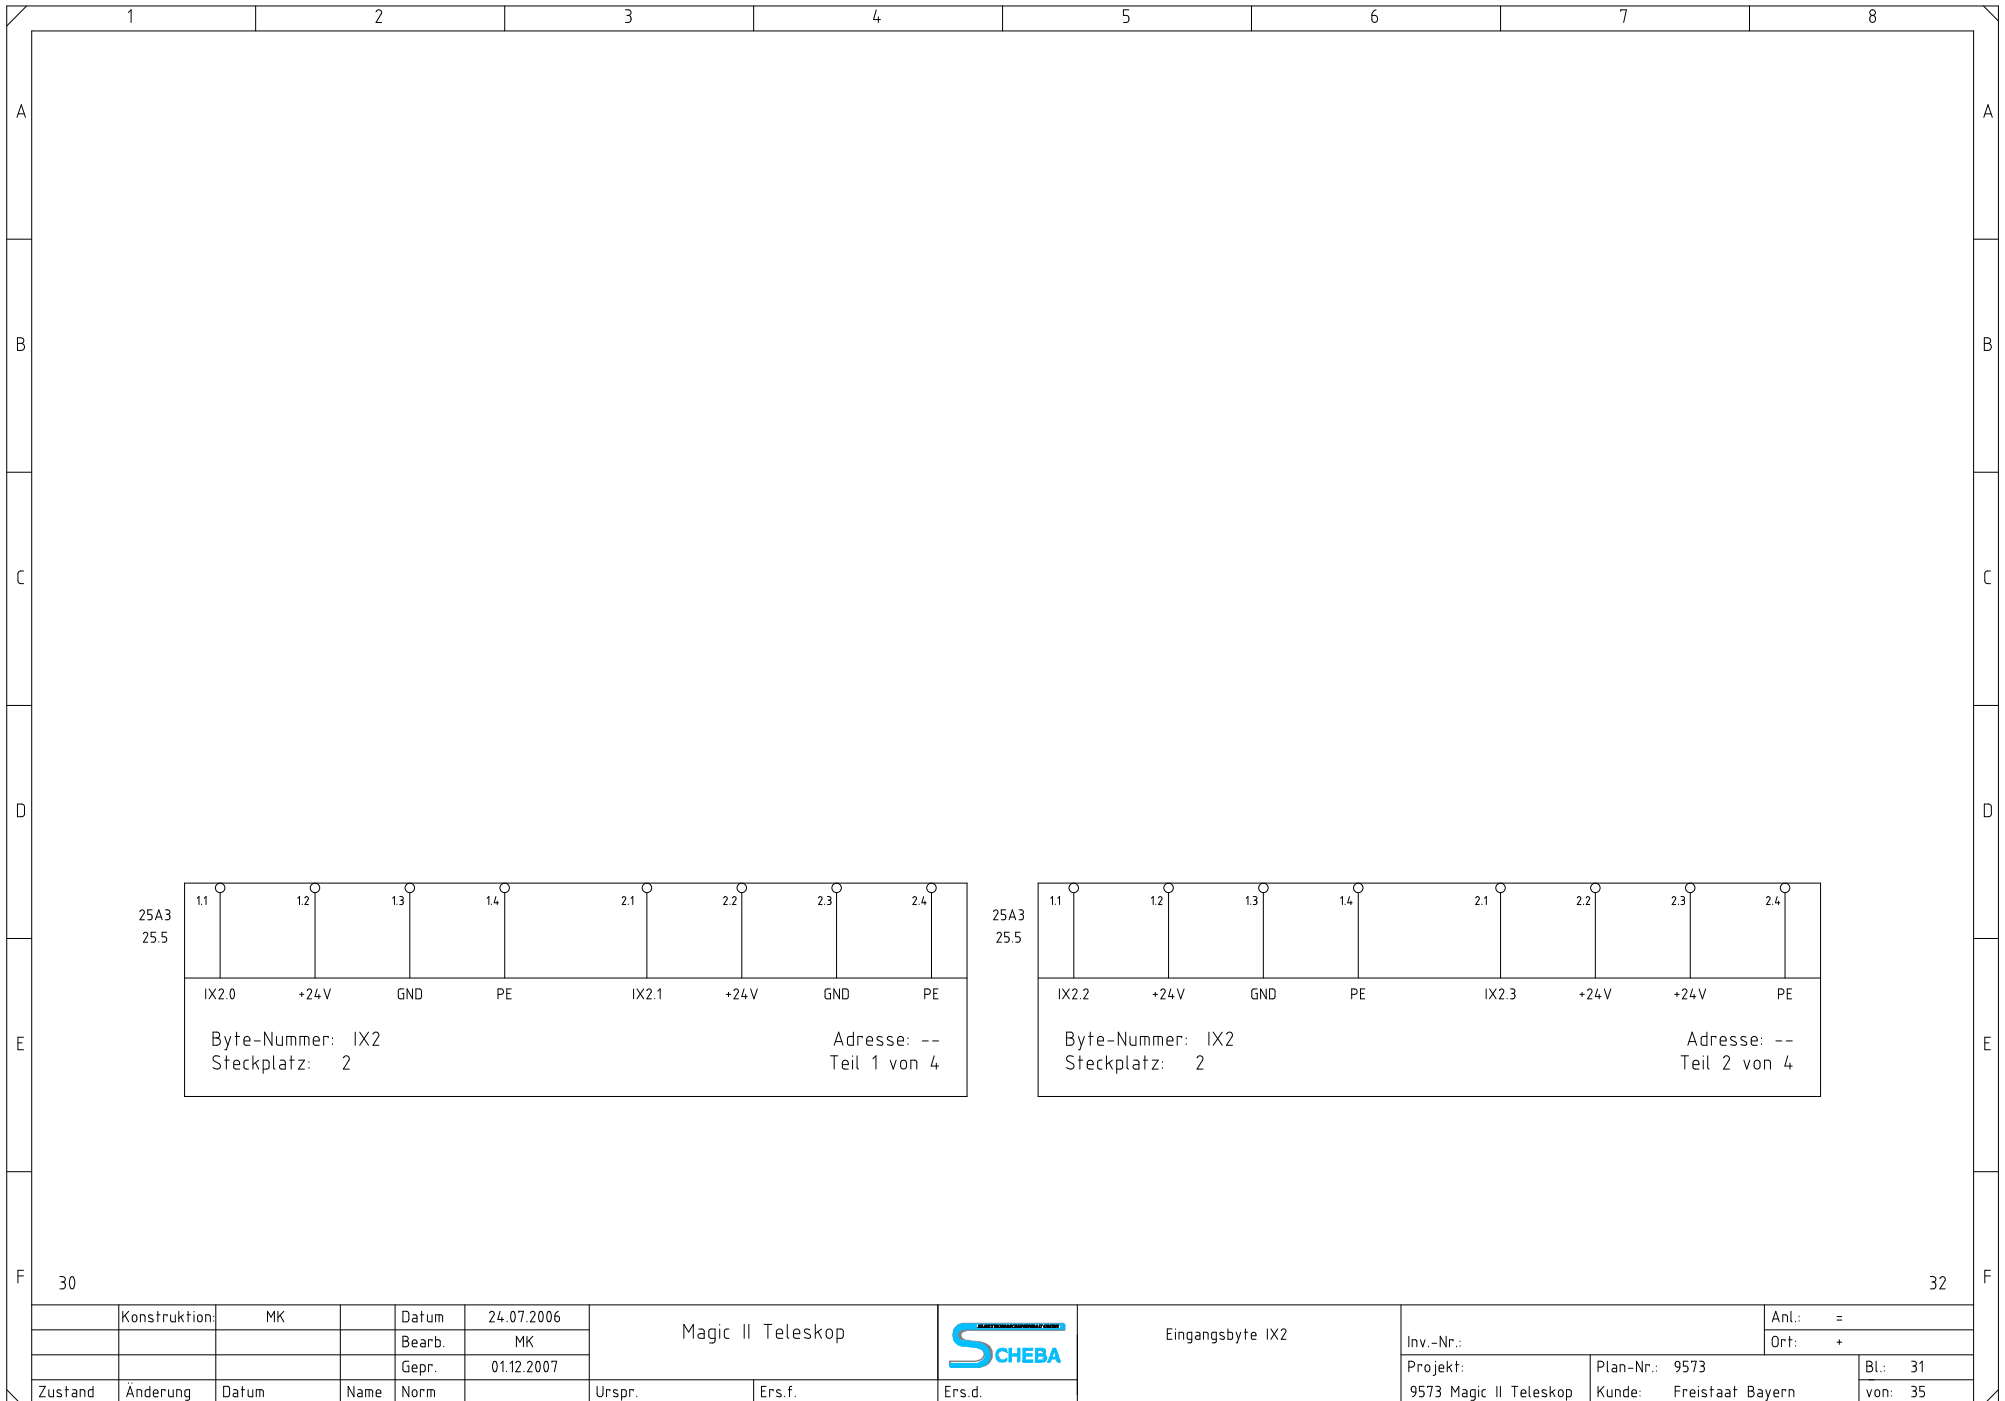 1 2 3 4 5 6 7 8
A A
B B
C C
D D
1.1 1.2 1.3 1.4 2.1 2.2 2.3 2.4
25A3
25.5
IX2.0 +24V GND PE IX2.1 +24V GND PE
Byte-Nummer: IX2 Adresse: --
Steckplatz: 2 Teil 1 von 4
1.1 1.2 1.3 1.4 2.1 2.2 2.3 2.4
25A3
25.5
IX2.2 +24V GND PE IX2.3 +24V +24V PE
Byte-Nummer: IX2 Adresse: --
Steckplatz: 2 Teil 2 von 4
E E
F F
30 32
Konstruktion: MK Datum 24.07.2006
Bearb. MK
Gepr. 01.12.2007
Zustand Änderung Datum Name Norm
Magic II Teleskop
Urspr. Ers.f. Ers.d.
SCHEBA
Eingangsbyte IX2
Inv.-Nr.:
Anl.: =
Ort: +
Projekt: Plan-Nr.: 9573 Bl.: 31
9573 Magic II Teleskop Kunde: Freistaat Bayern von: 35